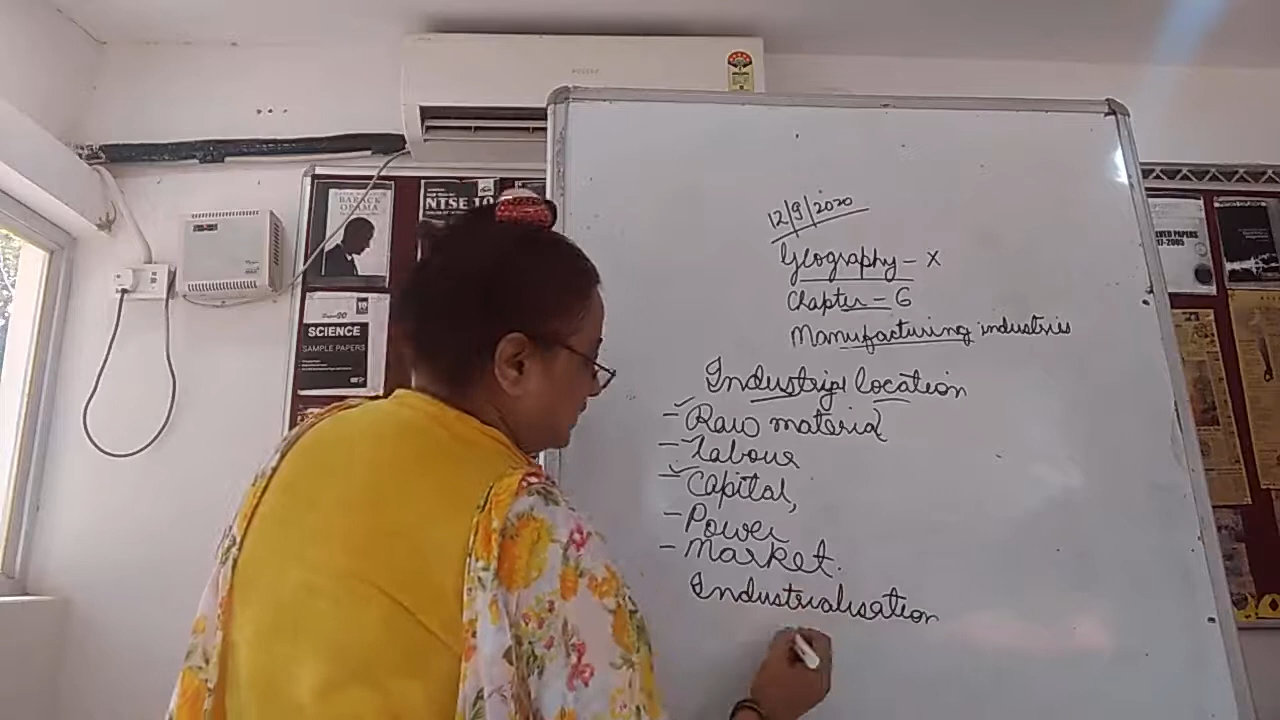 BARACK
OBAMA
NTSE 10
SCIENCE
SAMPLE PAPERS
12/9/2020
Geography - X
Chapter - 6
Manufacturing industries
Industrial location
- Raw material
- Labour
- Capital,
- Power
- Market.
Industrialisation